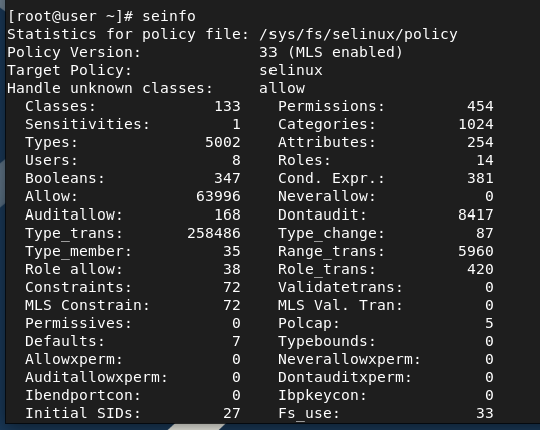 [root@user ~]# seinfo
Statistics for policy file: /sys/fs/selinux/policy
Policy Version: 33 (MLS enabled)
Target Policy: selinux
Handle unknown classes: allow
Classes: 133 Permissions: 454
Sensitivities: 1 Categories: 1024
Types: 5002 Attributes: 254
Users: 8 Roles: 14
Booleans: 347 Cond. Expr.: 381
Allow: 63996 Neverallow: 0
Auditallow: 168 Dontaudit: 8417
Type_trans: 258486 Type_change: 87
Type_member: 35 Range_trans: 5960
Role allow: 38 Role_trans: 420
Constraints: 72 Validatetrans: 0
MLS Constrain: 72 MLS Val. Tran: 0
Permissives: 0 Polcap: 5
Defaults: 7 Typebounds: 0
Allowxperm: 0 Neverallowxperm: 0
Auditallowxperm: 0 Dontauditxperm: 0
Ibendportcon: 0 Ibpkeycon: 0
Initial SIDs: 27 Fs_use: 33